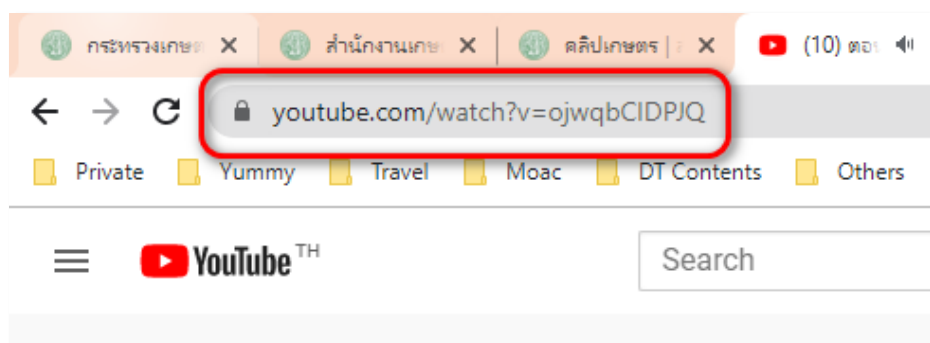 กระทรวงเกษต สำนักงานเกษ คลิปเกษตร | (10) ตอ
youtube.com/watch?v=ojwqbCIDPJQ
Private Yummy Travel Moac DT Contents Others
YouTube TH Search